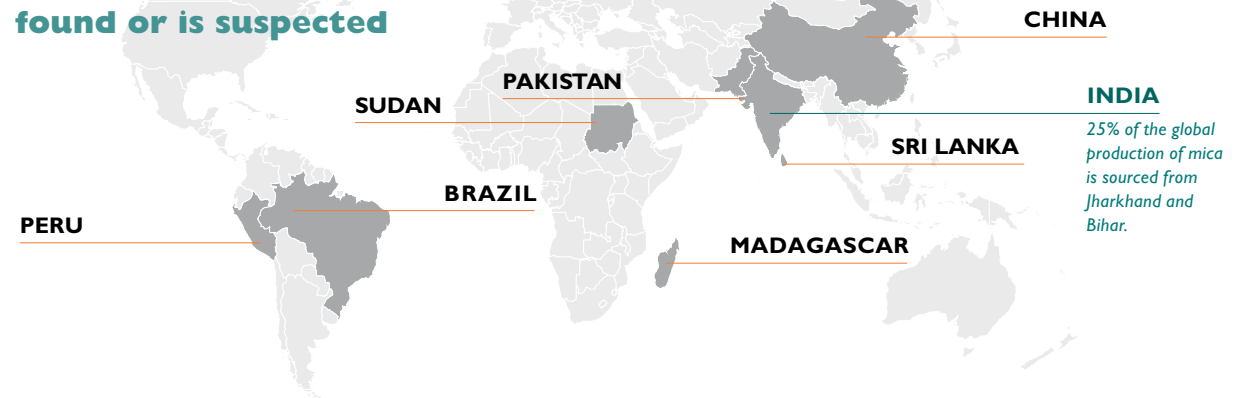 found or is suspected
CHINA
PAKISTAN
INDIA
SUDAN
25% of the global
production of mica
is sourced from
Jharkhand and
Bihar.
SRI LANKA
BRAZIL
PERU
MADAGASCAR